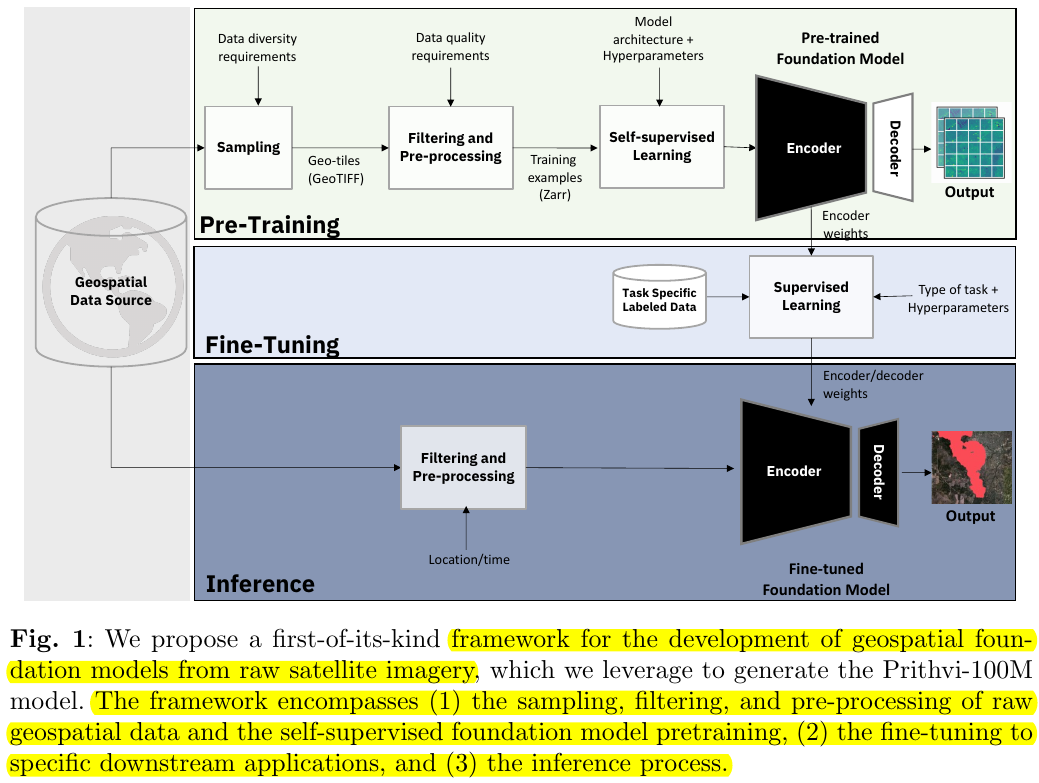 Data diversity
requirements
Data quality
requirements
Model
architecture +
Hyperparameters
Pre-trained
Foundation Model
Sampling
Geo-tiles
(GeoTIFF)
Filtering and
Pre-processing
Training
examples
(Zarr)
Self-supervised
Learning
Encoder
Decoder
Output
Pre-Training
Encoder
weights
Geospatial
Data Source
Task Specific
Labeled Data
Supervised
Learning
Type of task +
Hyperparameters
Fine-Tuning
Encoder/decoder
weights
Filtering and
Pre-processing
Encoder
Decoder
Output
Location/time
Inference
Fine-tuned
Foundation Model
Fig. 1: We propose a first-of-its-kind framework for the development of geospatial foun-
dation models from raw satellite imagery, which we leverage to generate the Prithvi-100M
model. The framework encompasses (1) the sampling, filtering, and pre-processing of raw
geospatial data and the self-supervised foundation model pretraining, (2) the fine-tuning to
specific downstream applications, and (3) the inference process.